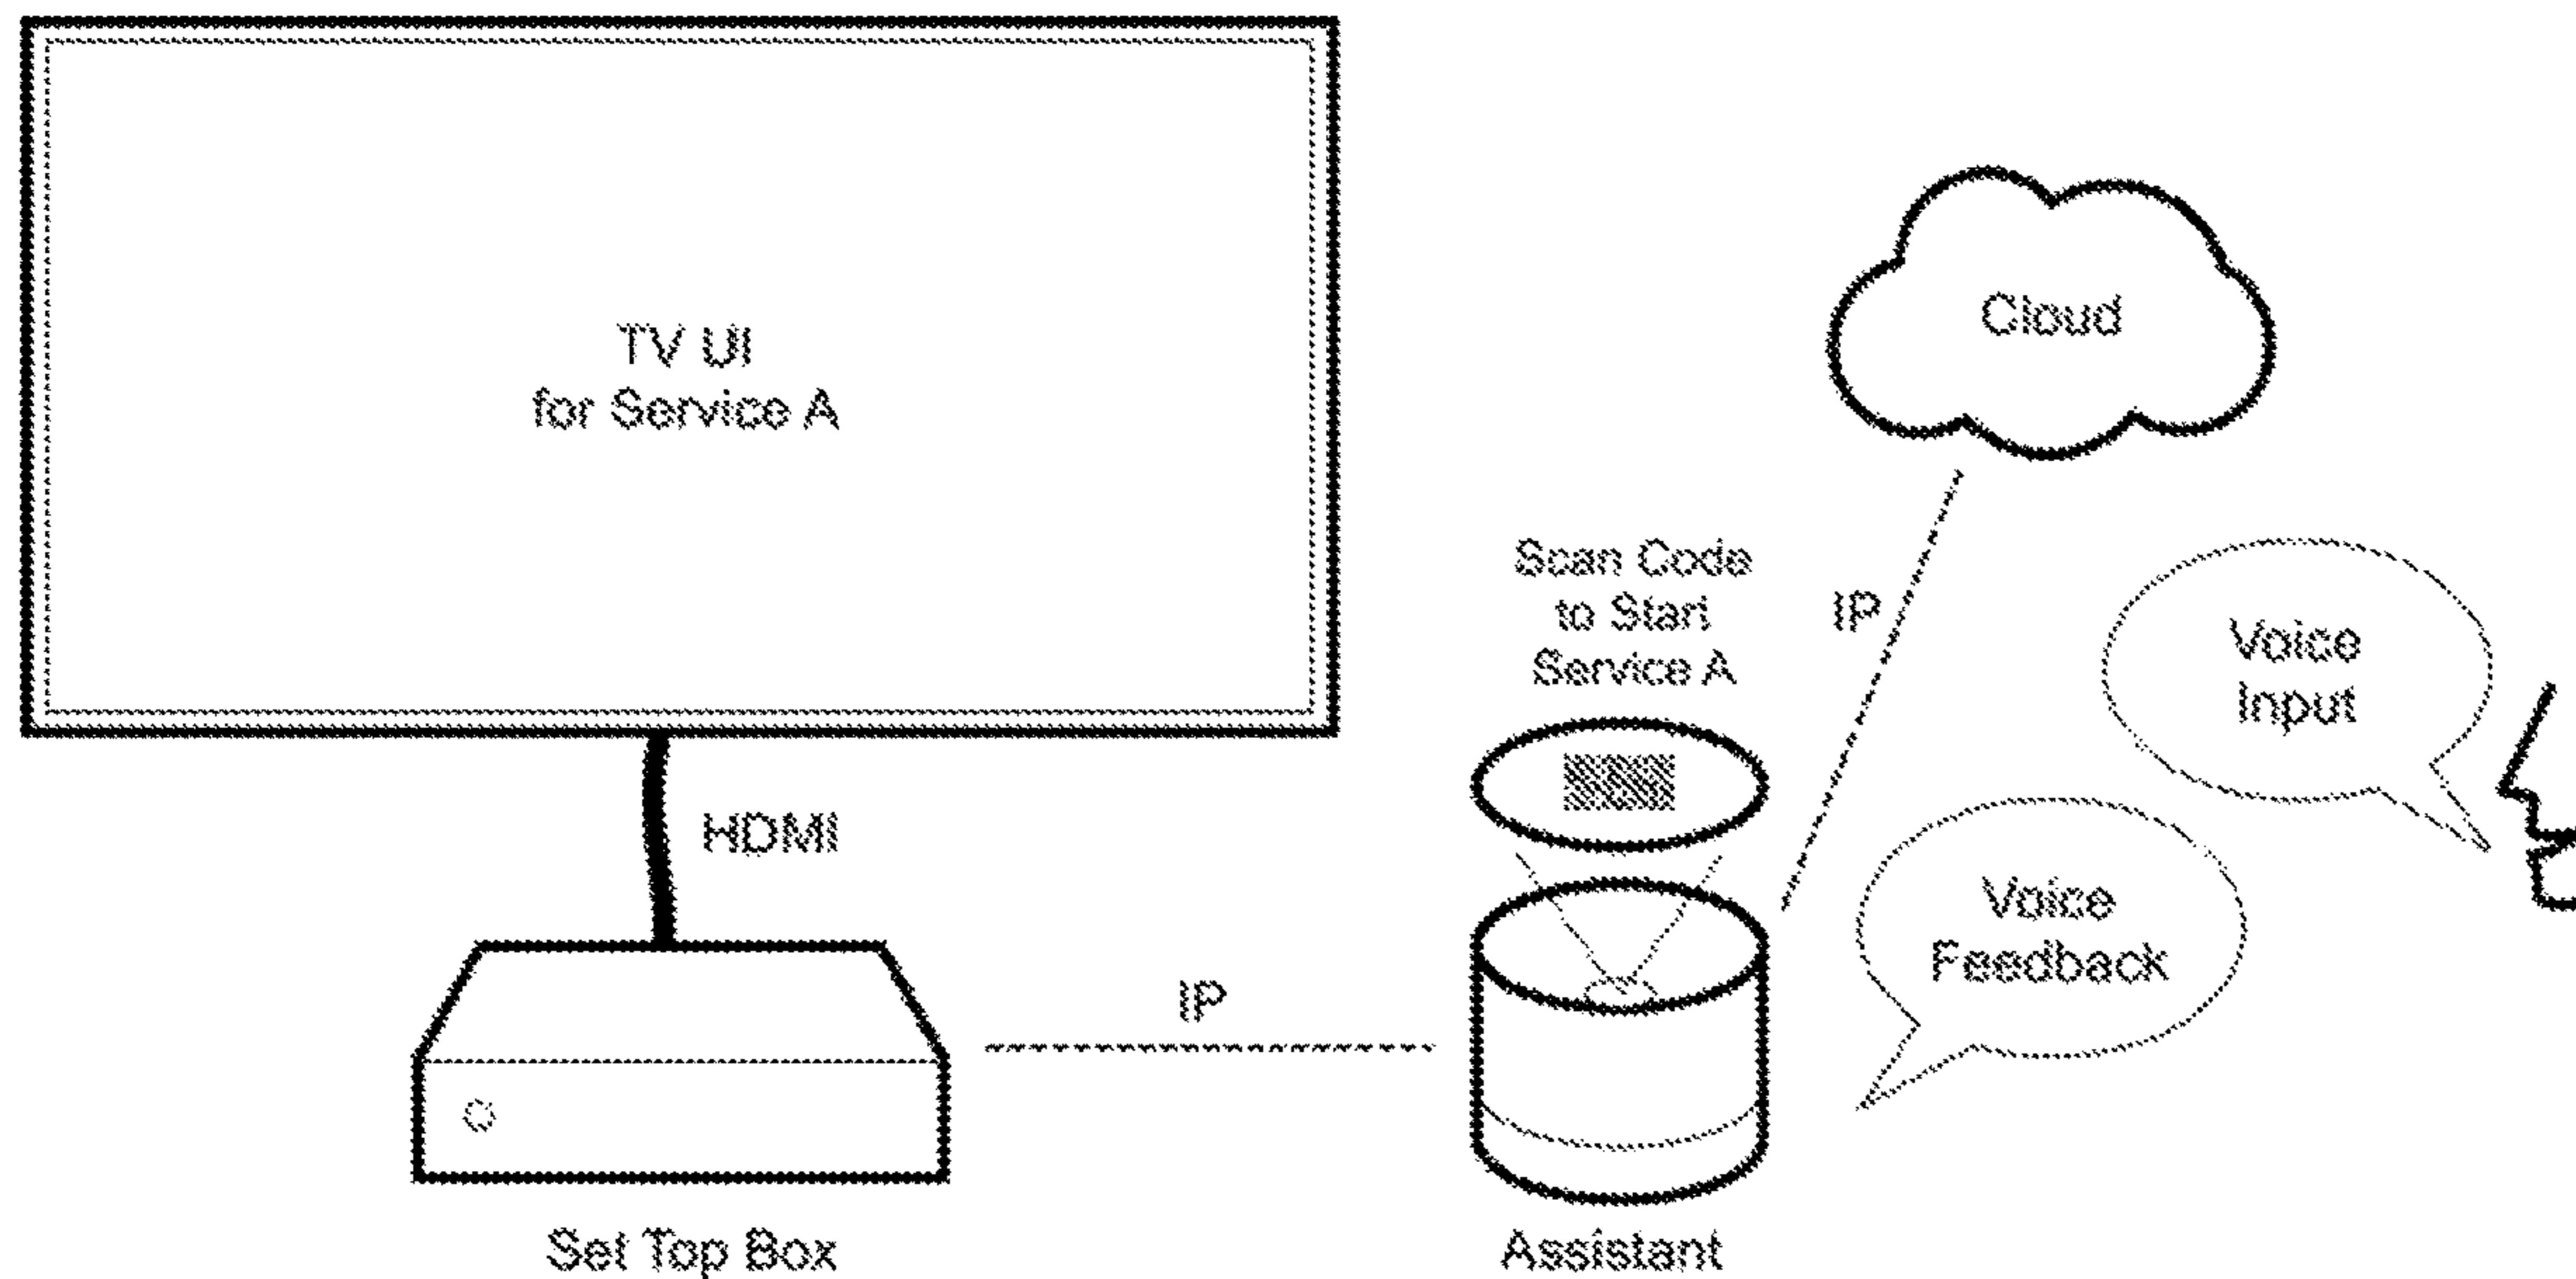 TV UI
for Service A
Cloud
Scan Code
to Start
Service A
IP
Voice
Input
HDMI
Voice
Feedback
IP
Set Top Box
Assistant